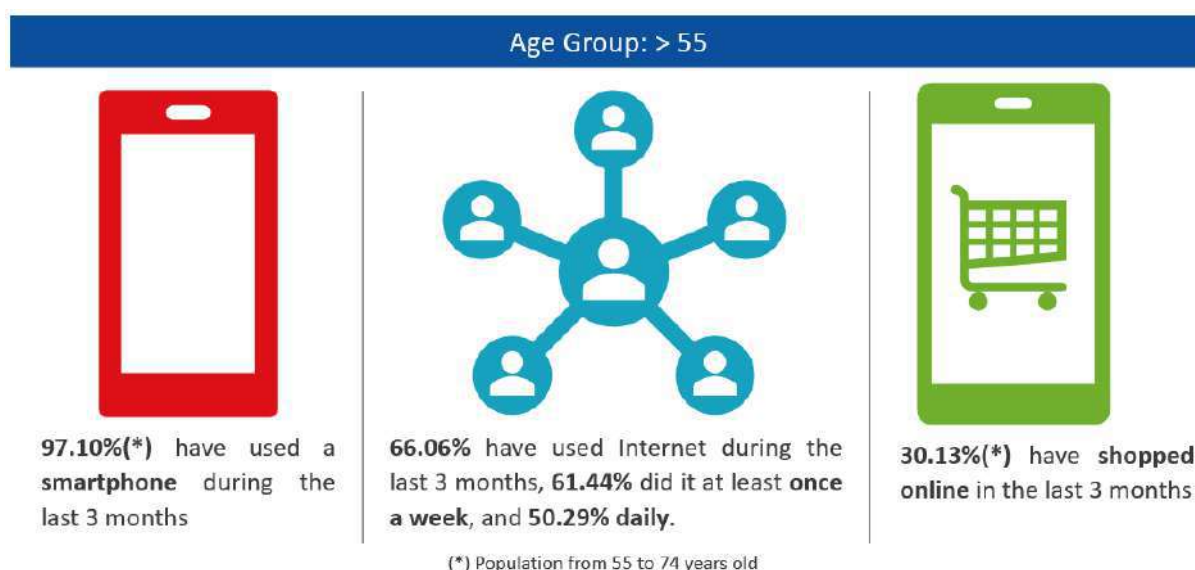 Age Group: > 55
97.10%(*) have used a
smartphone during the
last 3 months
66.06% have used Internet during the
last 3 months, 61.44% did it at least once
a week, and 50.29% daily.
30.13%(*) have shopped
online in the last 3 months
(*) Population from 55 to 74 years old